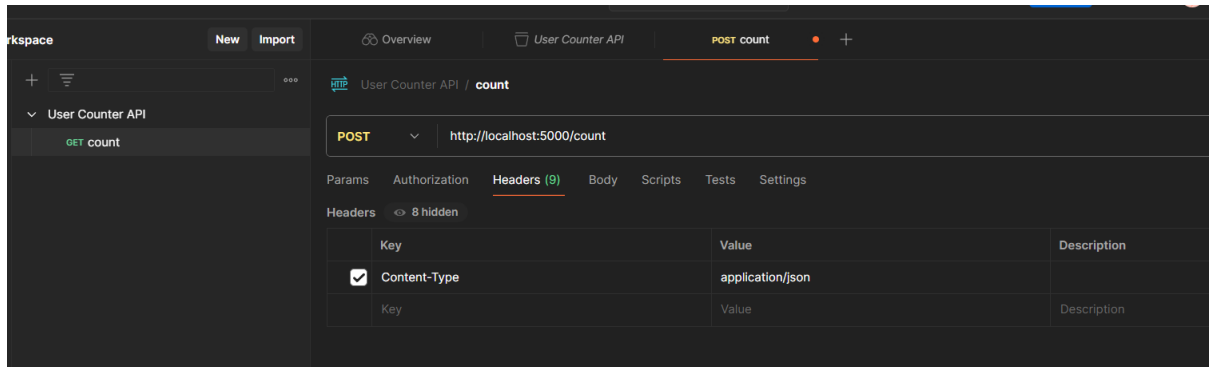 rkspace New Import
Overview User Counter API POST count
HTTP User Counter API / count
User Counter API
GET count
POST http://localhost:5000/count
Params Authorization Headers (9) Body Scripts Tests Settings
Headers 8 hidden
Key Value Description
Content-Type application/json
Key Value Description